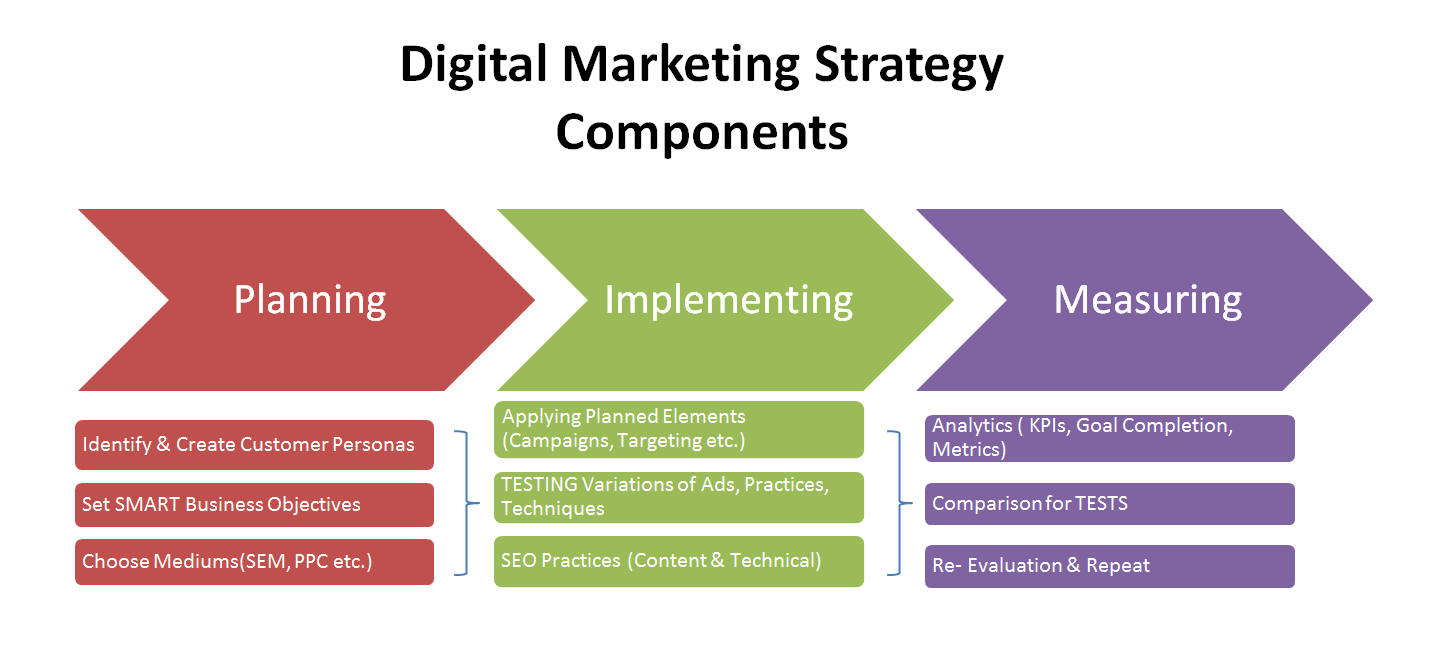 Digital Marketing Strategy
Components
Planning
Implementing
Measuring
Identify & Create Customer Personas
Set SMART Business Objectives
Choose Mediums(SEM, PPC etc.)
Applying Planned Elements
(Campaigns, Targeting etc.)
TESTING Variations of Ads, Practices,
Techniques
SEO Practices (Content & Technical)
Analytics ( KPIs, Goal Completion,
Metrics)
Comparison for TESTS
Re- Evaluation & Repeat